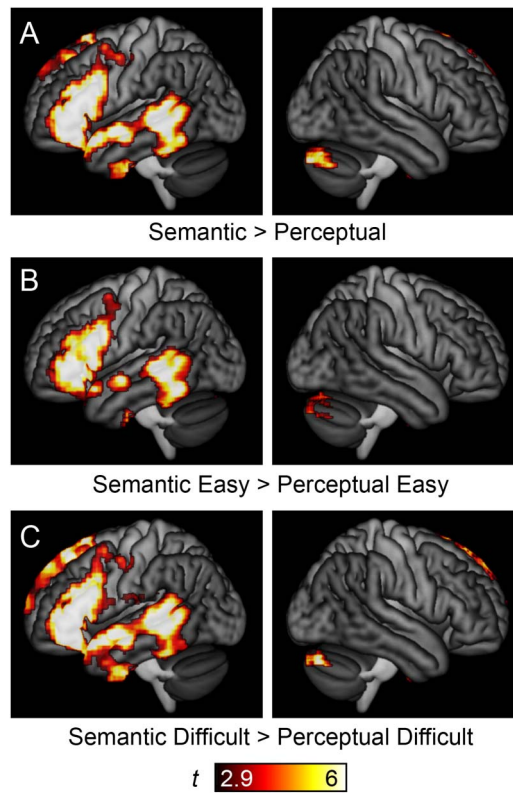 A
Semantic > Perceptual
B
Semantic Easy > Perceptual Easy
C
Semantic Difficult > Perceptual Difficult
t 2.9 6